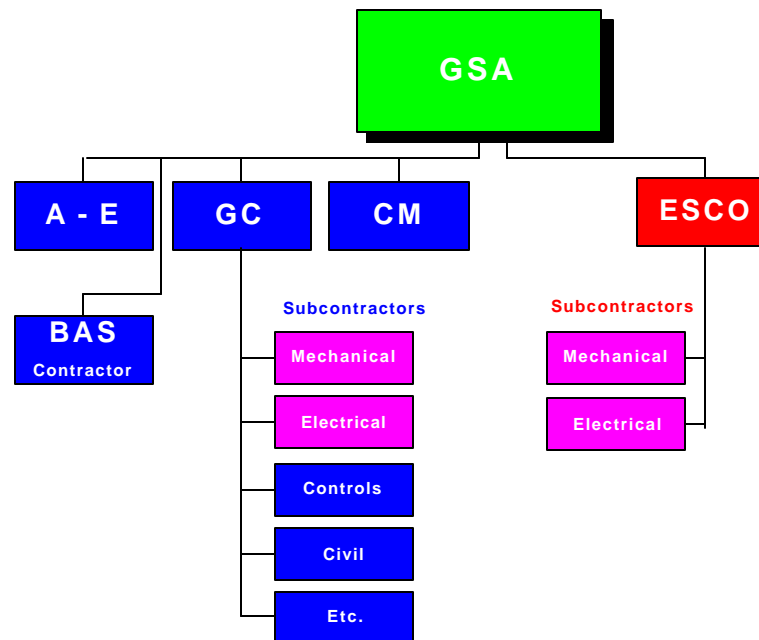 GSA
A - E
GC
CM
ESCO
BAS
Contractor
Subcontractors
Mechanical
Electrical
Controls
Civil
Etc.
Subcontractors
Mechanical
Electrical